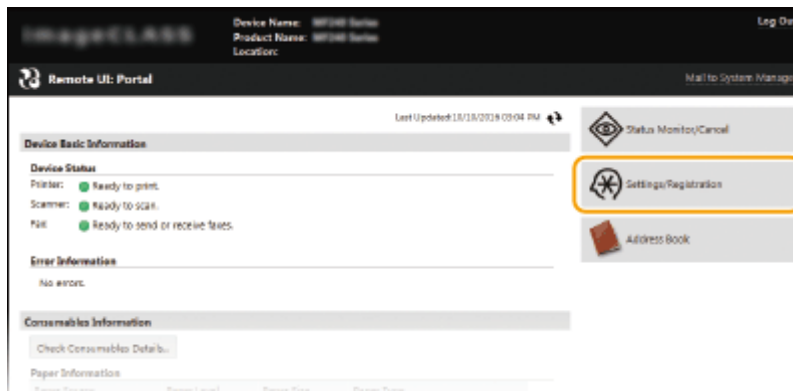 imageCLASS
Device Name:
Product Name:
Location:
Log Ou
Remote UI: Portal
Mail to System Manage
Last Updated:10/10/2016 03:04 PM
Device Basic Information
Device Status
Printer: Ready to print.
Scanner: Ready to scan.
Fax: Ready to send or receive faxes.
Error Information
No errors.
Consumables Information
Check Consumables Details...
Paper Information
Status Monitor/Cancel
Settings/Registration
Address Book